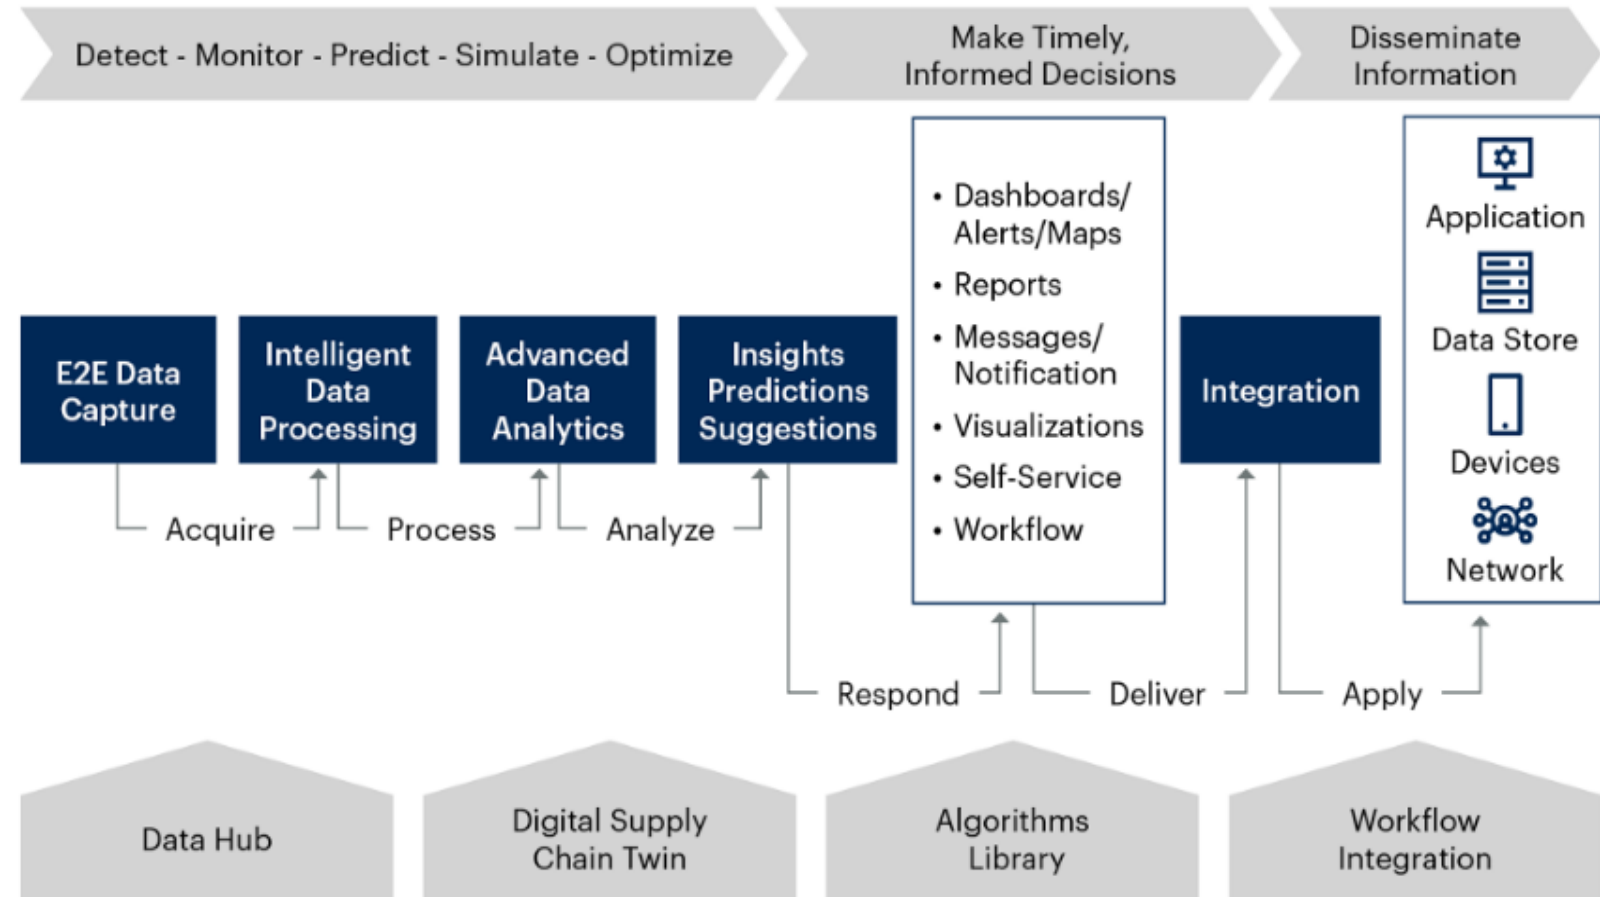 Detect - Monitor - Predict - Simulate - Optimize
Make Timely,
Informed Decisions
Disseminate
Information
E2E Data
Capture
Intelligent
Data
Processing
Advanced
Data
Analytics
Insights
Predictions
Suggestions
• Dashboards/
Alerts/Maps
• Reports
• Messages/
Notification
• Visualizations
• Self-Service
• Workflow
Integration
Application
Data Store
Devices
Network
Acquire
Process
Analyze
Respond
Deliver
Apply
Data Hub
Digital Supply
Chain Twin
Algorithms
Library
Workflow
Integration